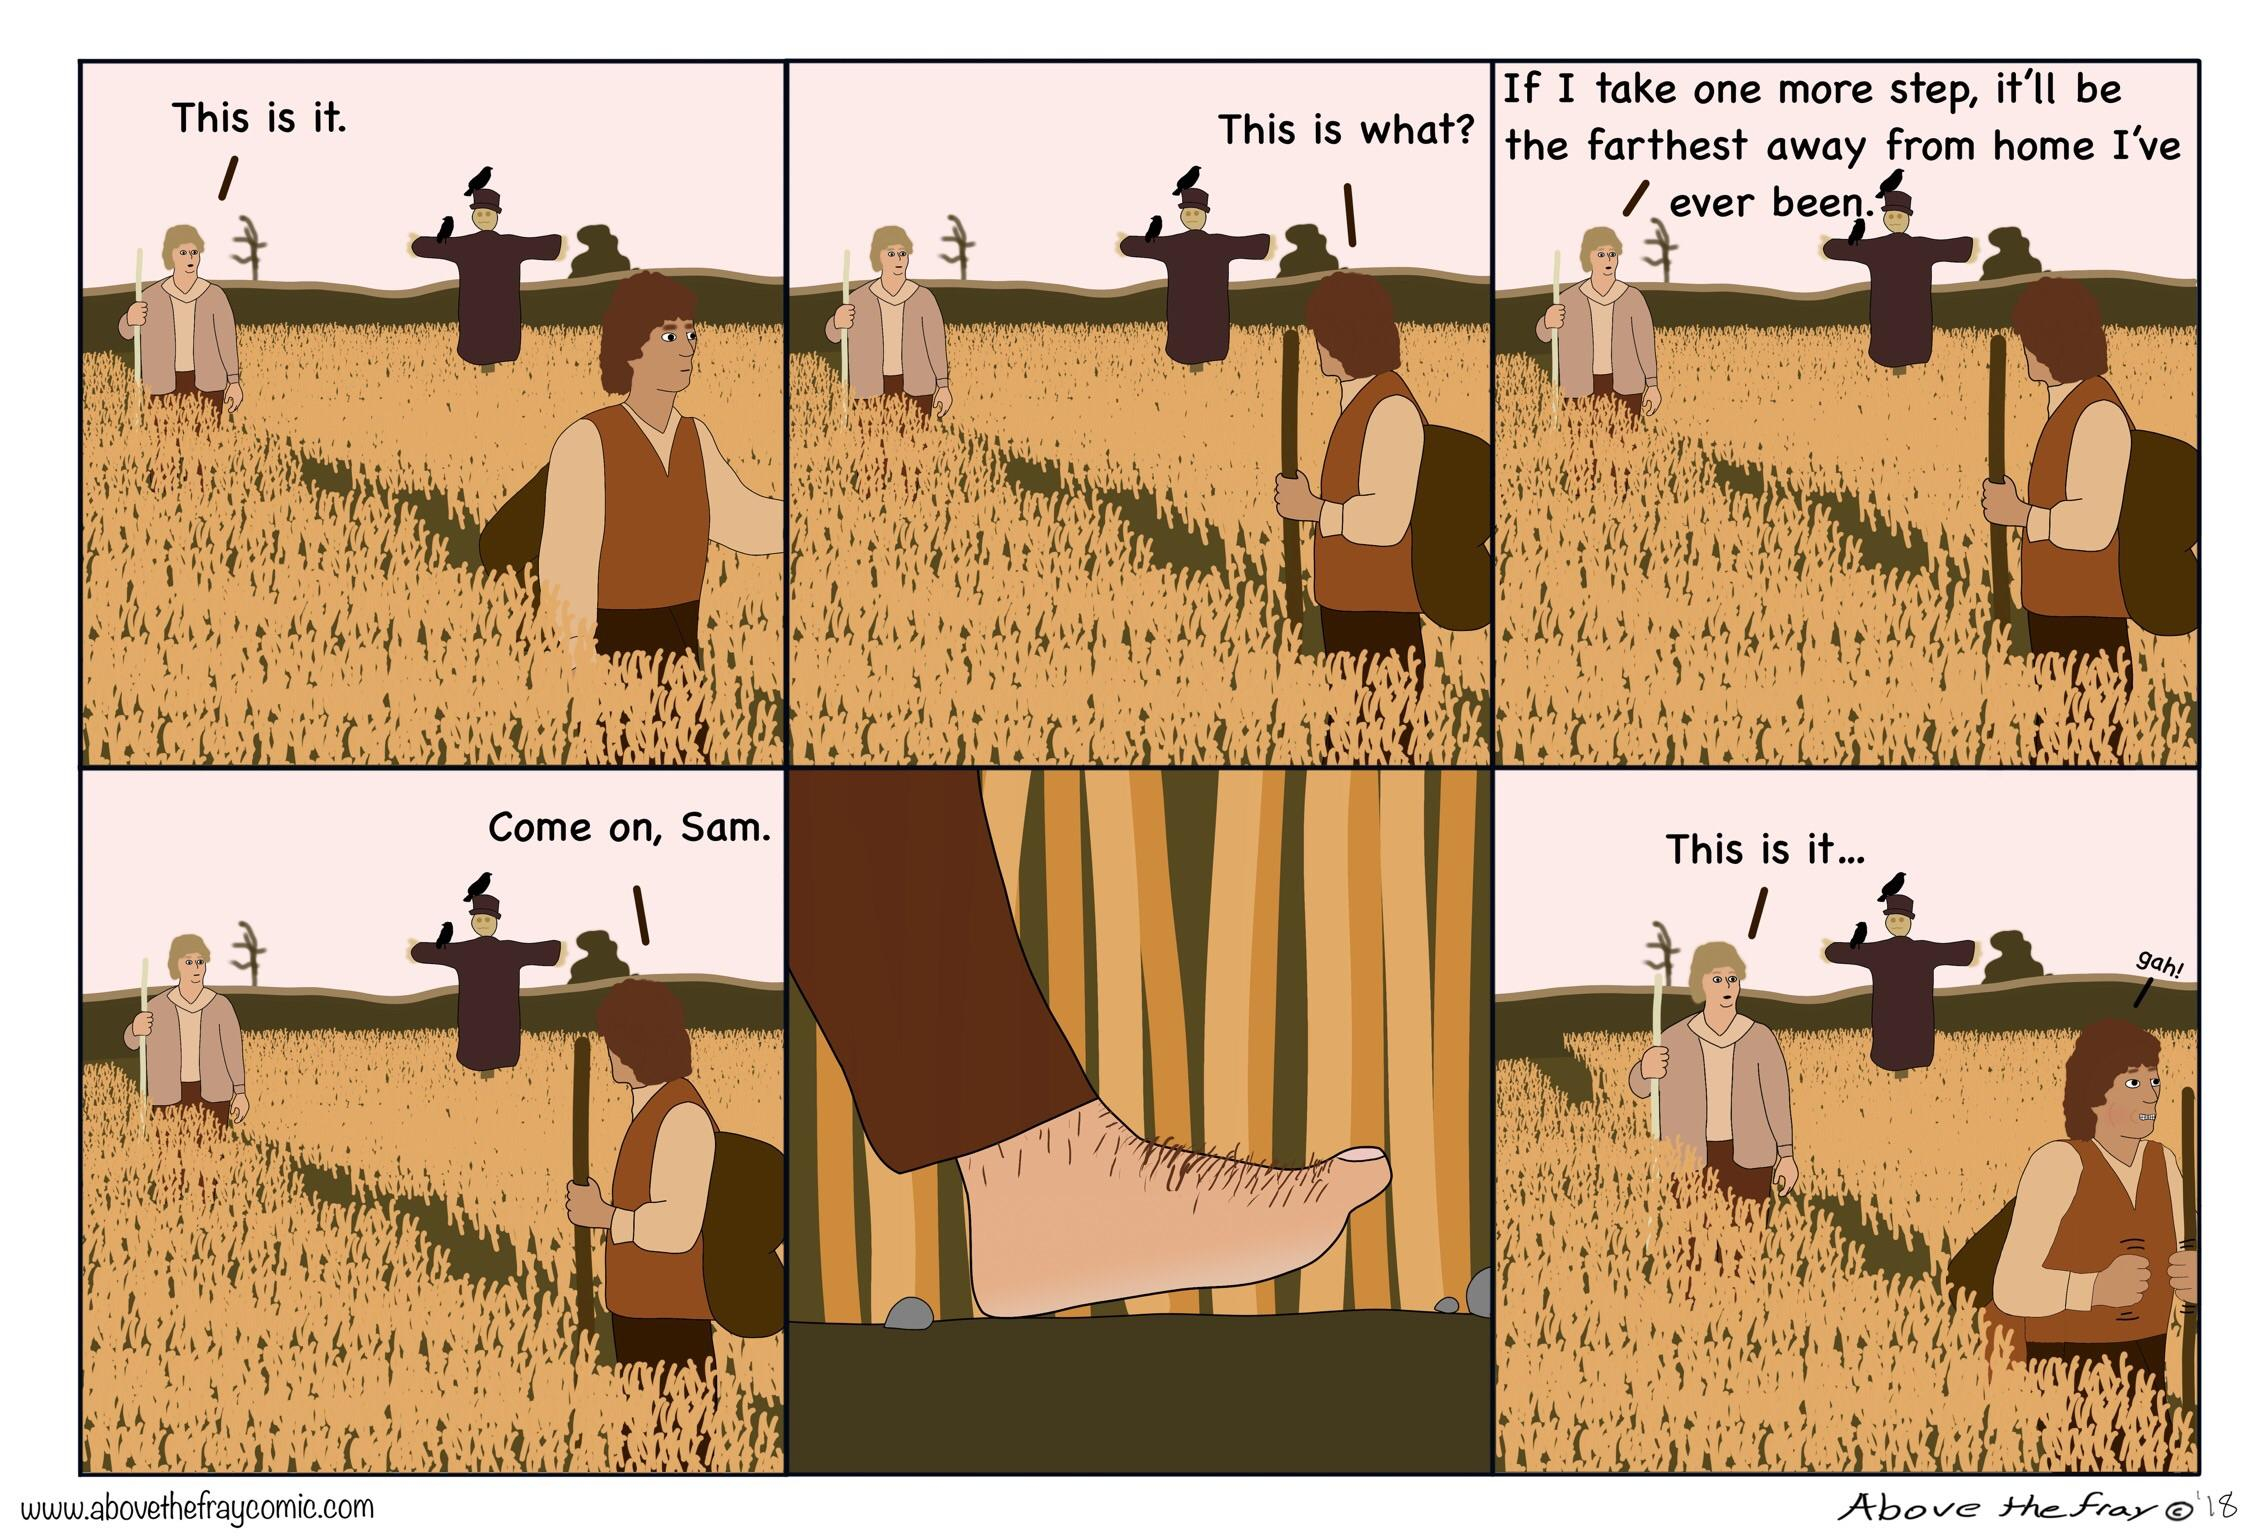 This is it.
This is what?
If I take one more step, it'll be
the farthest away from home I've
ever been.
Come on, Sam.
This is it...
gah!
www.abovethefraycomic.com
Above the fray © '18